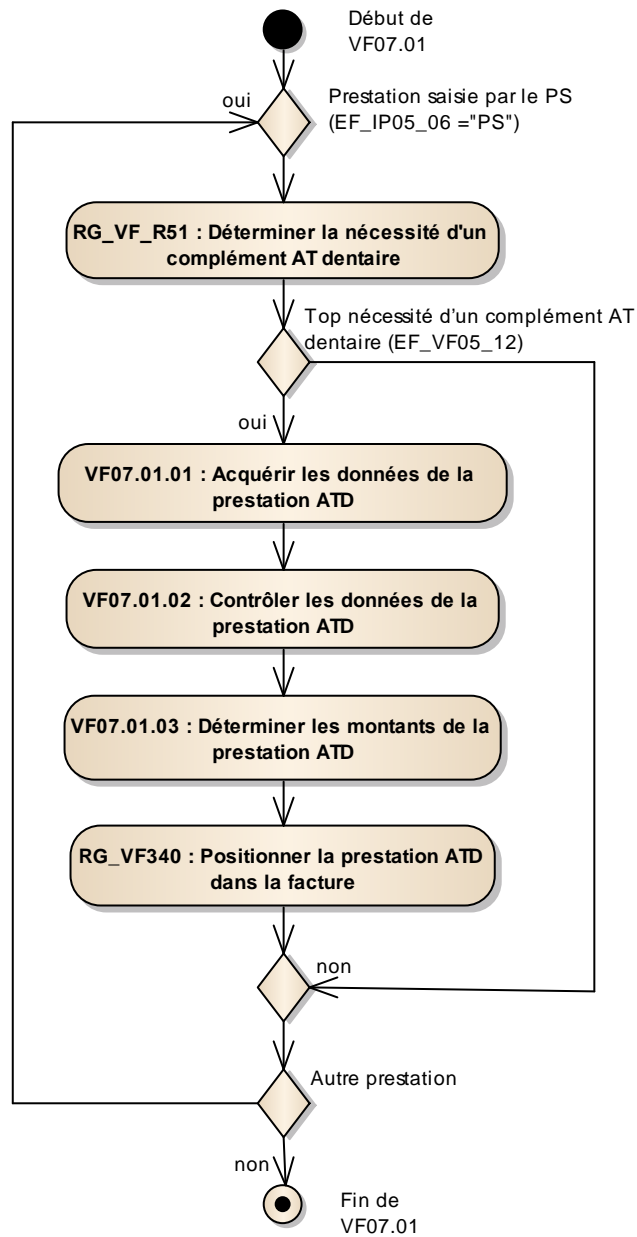 Début de
VF07.01
oui
Prestation saisie par le PS
(EF_IP05_06 ="PS")
RG_VF_R51 : Déterminer la nécessité d'un
complément AT dentaire
Top nécessité d’un complément AT
dentaire (EF_VF05_12)
oui
VF07.01.01 : Acquérir les données de la
prestation ATD
VF07.01.02 : Contrôler les données de la
prestation ATD
VF07.01.03 : Déterminer les montants de la
prestation ATD
RG_VF340 : Positionner la prestation ATD
dans la facture
non
Autre prestation
non
Fin de
VF07.01